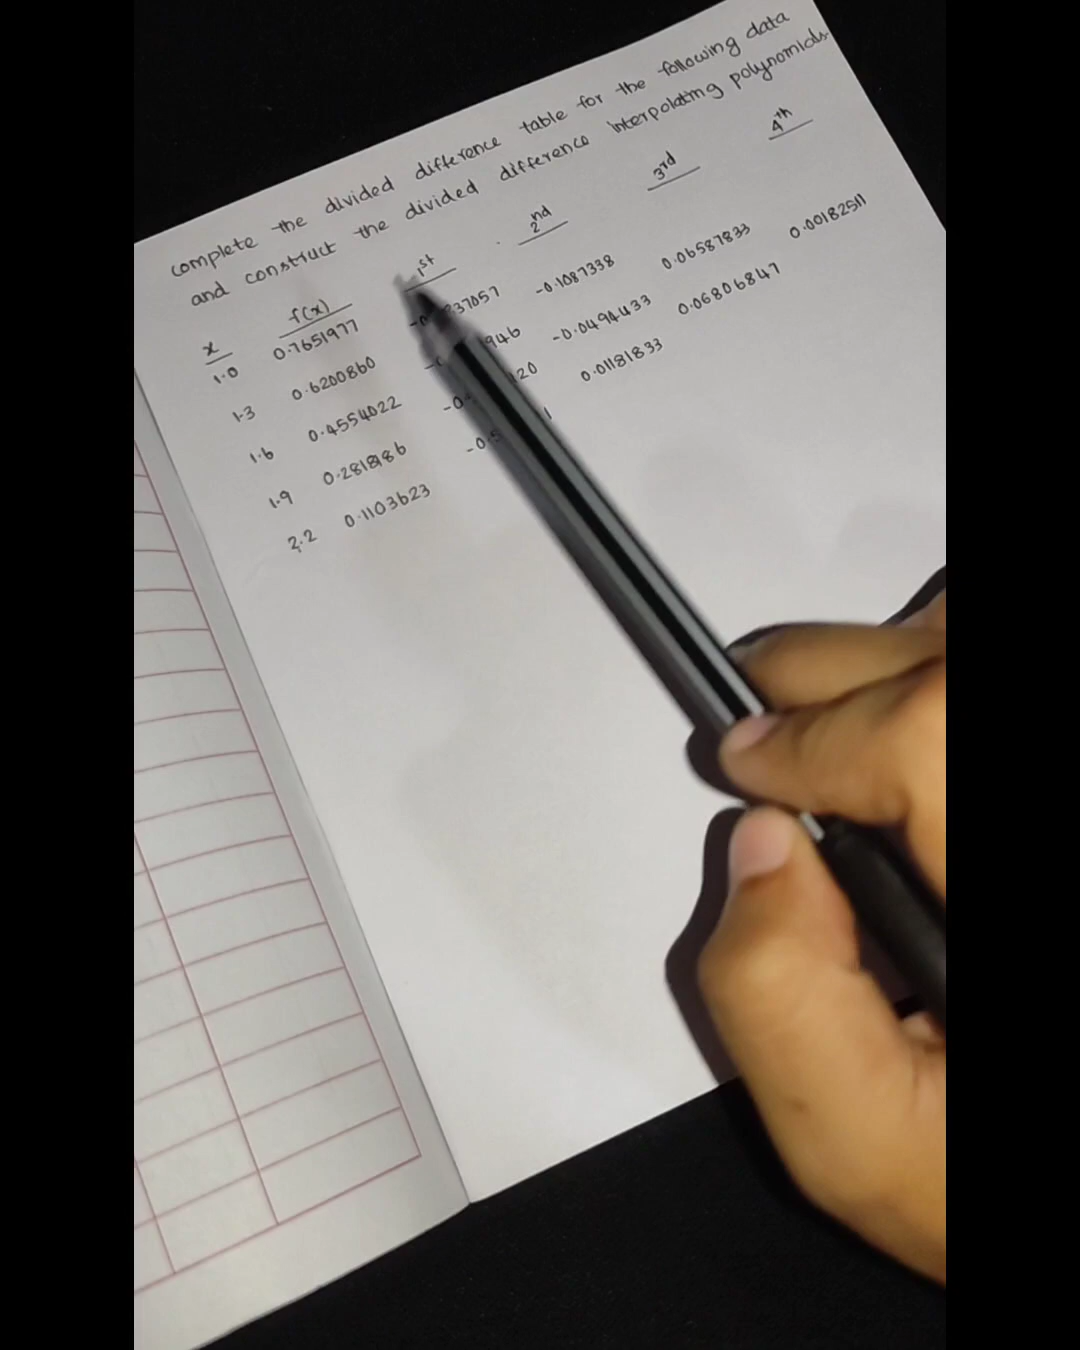 complete the divided difference table for the following data
and construct the divided difference interpolating polynomials.
x f(x) 1st 2nd 3rd 4th
1.0 0.7651977 -0.1087338 0.06587833 0.00182511
1.3 0.6200860 -0.0494433 0.06806847
1.6 0.4554022 0.01181833
1.9 0.2818186
2.2 0.1103623